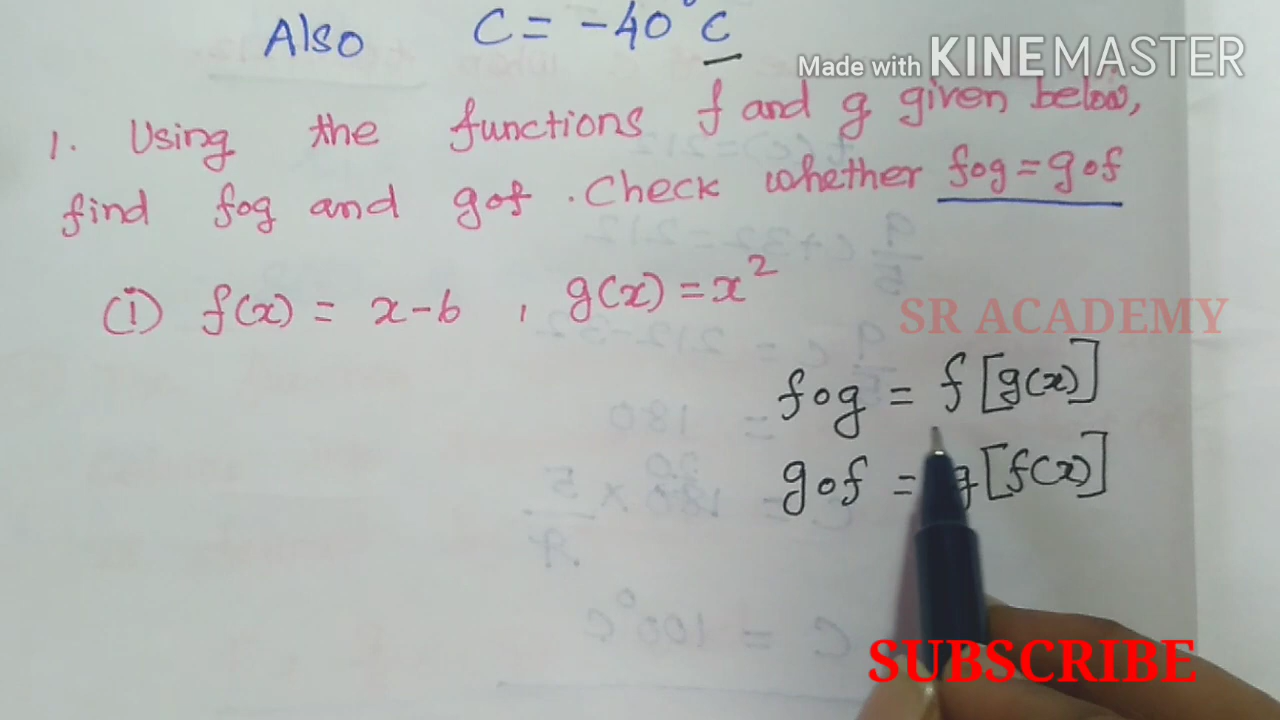 Also C = -40°C
Made with KINEMASTER
1. Using the functions f and g given below,
find fog and gof. Check whether fog = gof
(i) f(x) = x-6 , g(x) = x²
SR ACADEMY
fog = f[g(x)]
gof = g[f(x)]
SUBSCRIBE